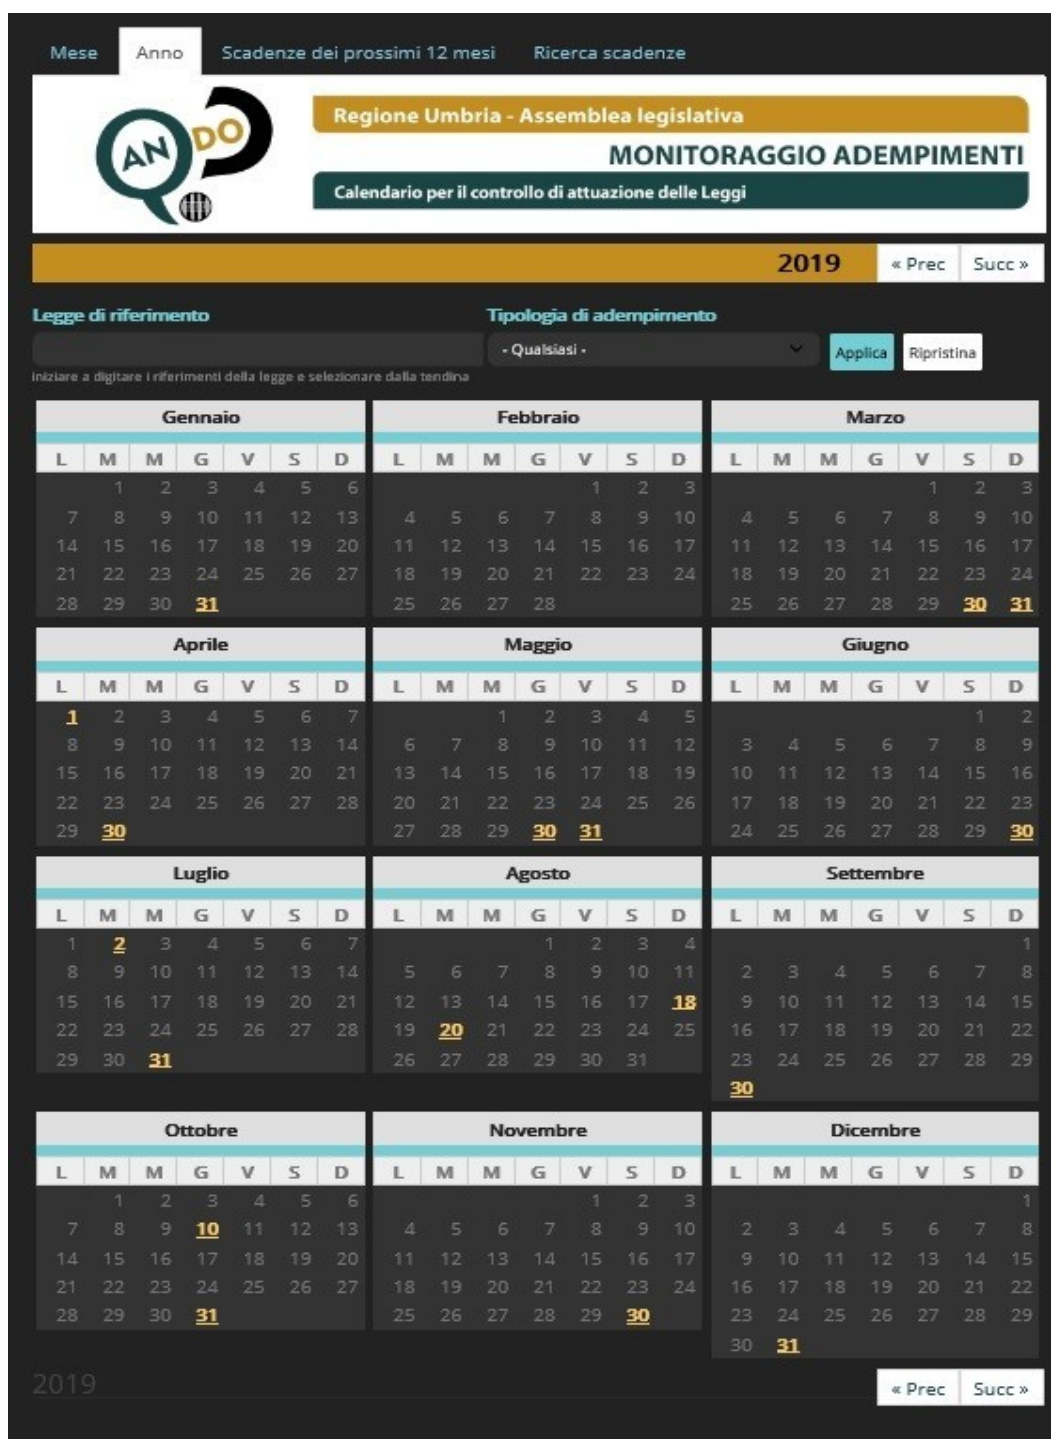 Mese Anno Scadenze dei prossimi 12 mesi Ricerca scadenze
QANDO?
Regione Umbria - Assemblea legislativa
MONITORAGGIO ADEMPIMENTI
Calendario per il controllo di attuazione delle Leggi
2019 « Prec Succ »
Legge di riferimento Tipologia di adempimento
- Qualsiasi - Applica Ripristina
Iniziare a digitare i riferimenti della legge e selezionare dalla tendina
Gennaio
L M M G V S D
1 2 3 4 5 6
7 8 9 10 11 12 13
14 15 16 17 18 19 20
21 22 23 24 25 26 27
28 29 30 31
Febbraio
L M M G V S D
1 2 3
4 5 6 7 8 9 10
11 12 13 14 15 16 17
18 19 20 21 22 23 24
25 26 27 28
Marzo
L M M G V S D
1 2 3
4 5 6 7 8 9 10
11 12 13 14 15 16 17
18 19 20 21 22 23 24
25 26 27 28 29 30 31
Aprile
L M M G V S D
1 2 3 4 5 6 7
8 9 10 11 12 13 14
15 16 17 18 19 20 21
22 23 24 25 26 27 28
29 30
Maggio
L M M G V S D
1 2 3 4 5
6 7 8 9 10 11 12
13 14 15 16 17 18 19
20 21 22 23 24 25 26
27 28 29 30 31
Giugno
L M M G V S D
1 2
3 4 5 6 7 8 9
10 11 12 13 14 15 16
17 18 19 20 21 22 23
24 25 26 27 28 29 30
Luglio
L M M G V S D
1 2 3 4 5 6 7
8 9 10 11 12 13 14
15 16 17 18 19 20 21
22 23 24 25 26 27 28
29 30 31
Agosto
L M M G V S D
1 2 3 4
5 6 7 8 9 10 11
12 13 14 15 16 17 18
19 20 21 22 23 24 25
26 27 28 29 30 31
Settembre
L M M G V S D
1
2 3 4 5 6 7 8
9 10 11 12 13 14 15
16 17 18 19 20 21 22
23 24 25 26 27 28 29
30
Ottobre
L M M G V S D
1 2 3 4 5 6
7 8 9 10 11 12 13
14 15 16 17 18 19 20
21 22 23 24 25 26 27
28 29 30 31
Novembre
L M M G V S D
1 2 3
4 5 6 7 8 9 10
11 12 13 14 15 16 17
18 19 20 21 22 23 24
25 26 27 28 29 30
Dicembre
L M M G V S D
1
2 3 4 5 6 7 8
9 10 11 12 13 14 15
16 17 18 19 20 21 22
23 24 25 26 27 28 29
30 31
2019 « Prec Succ »